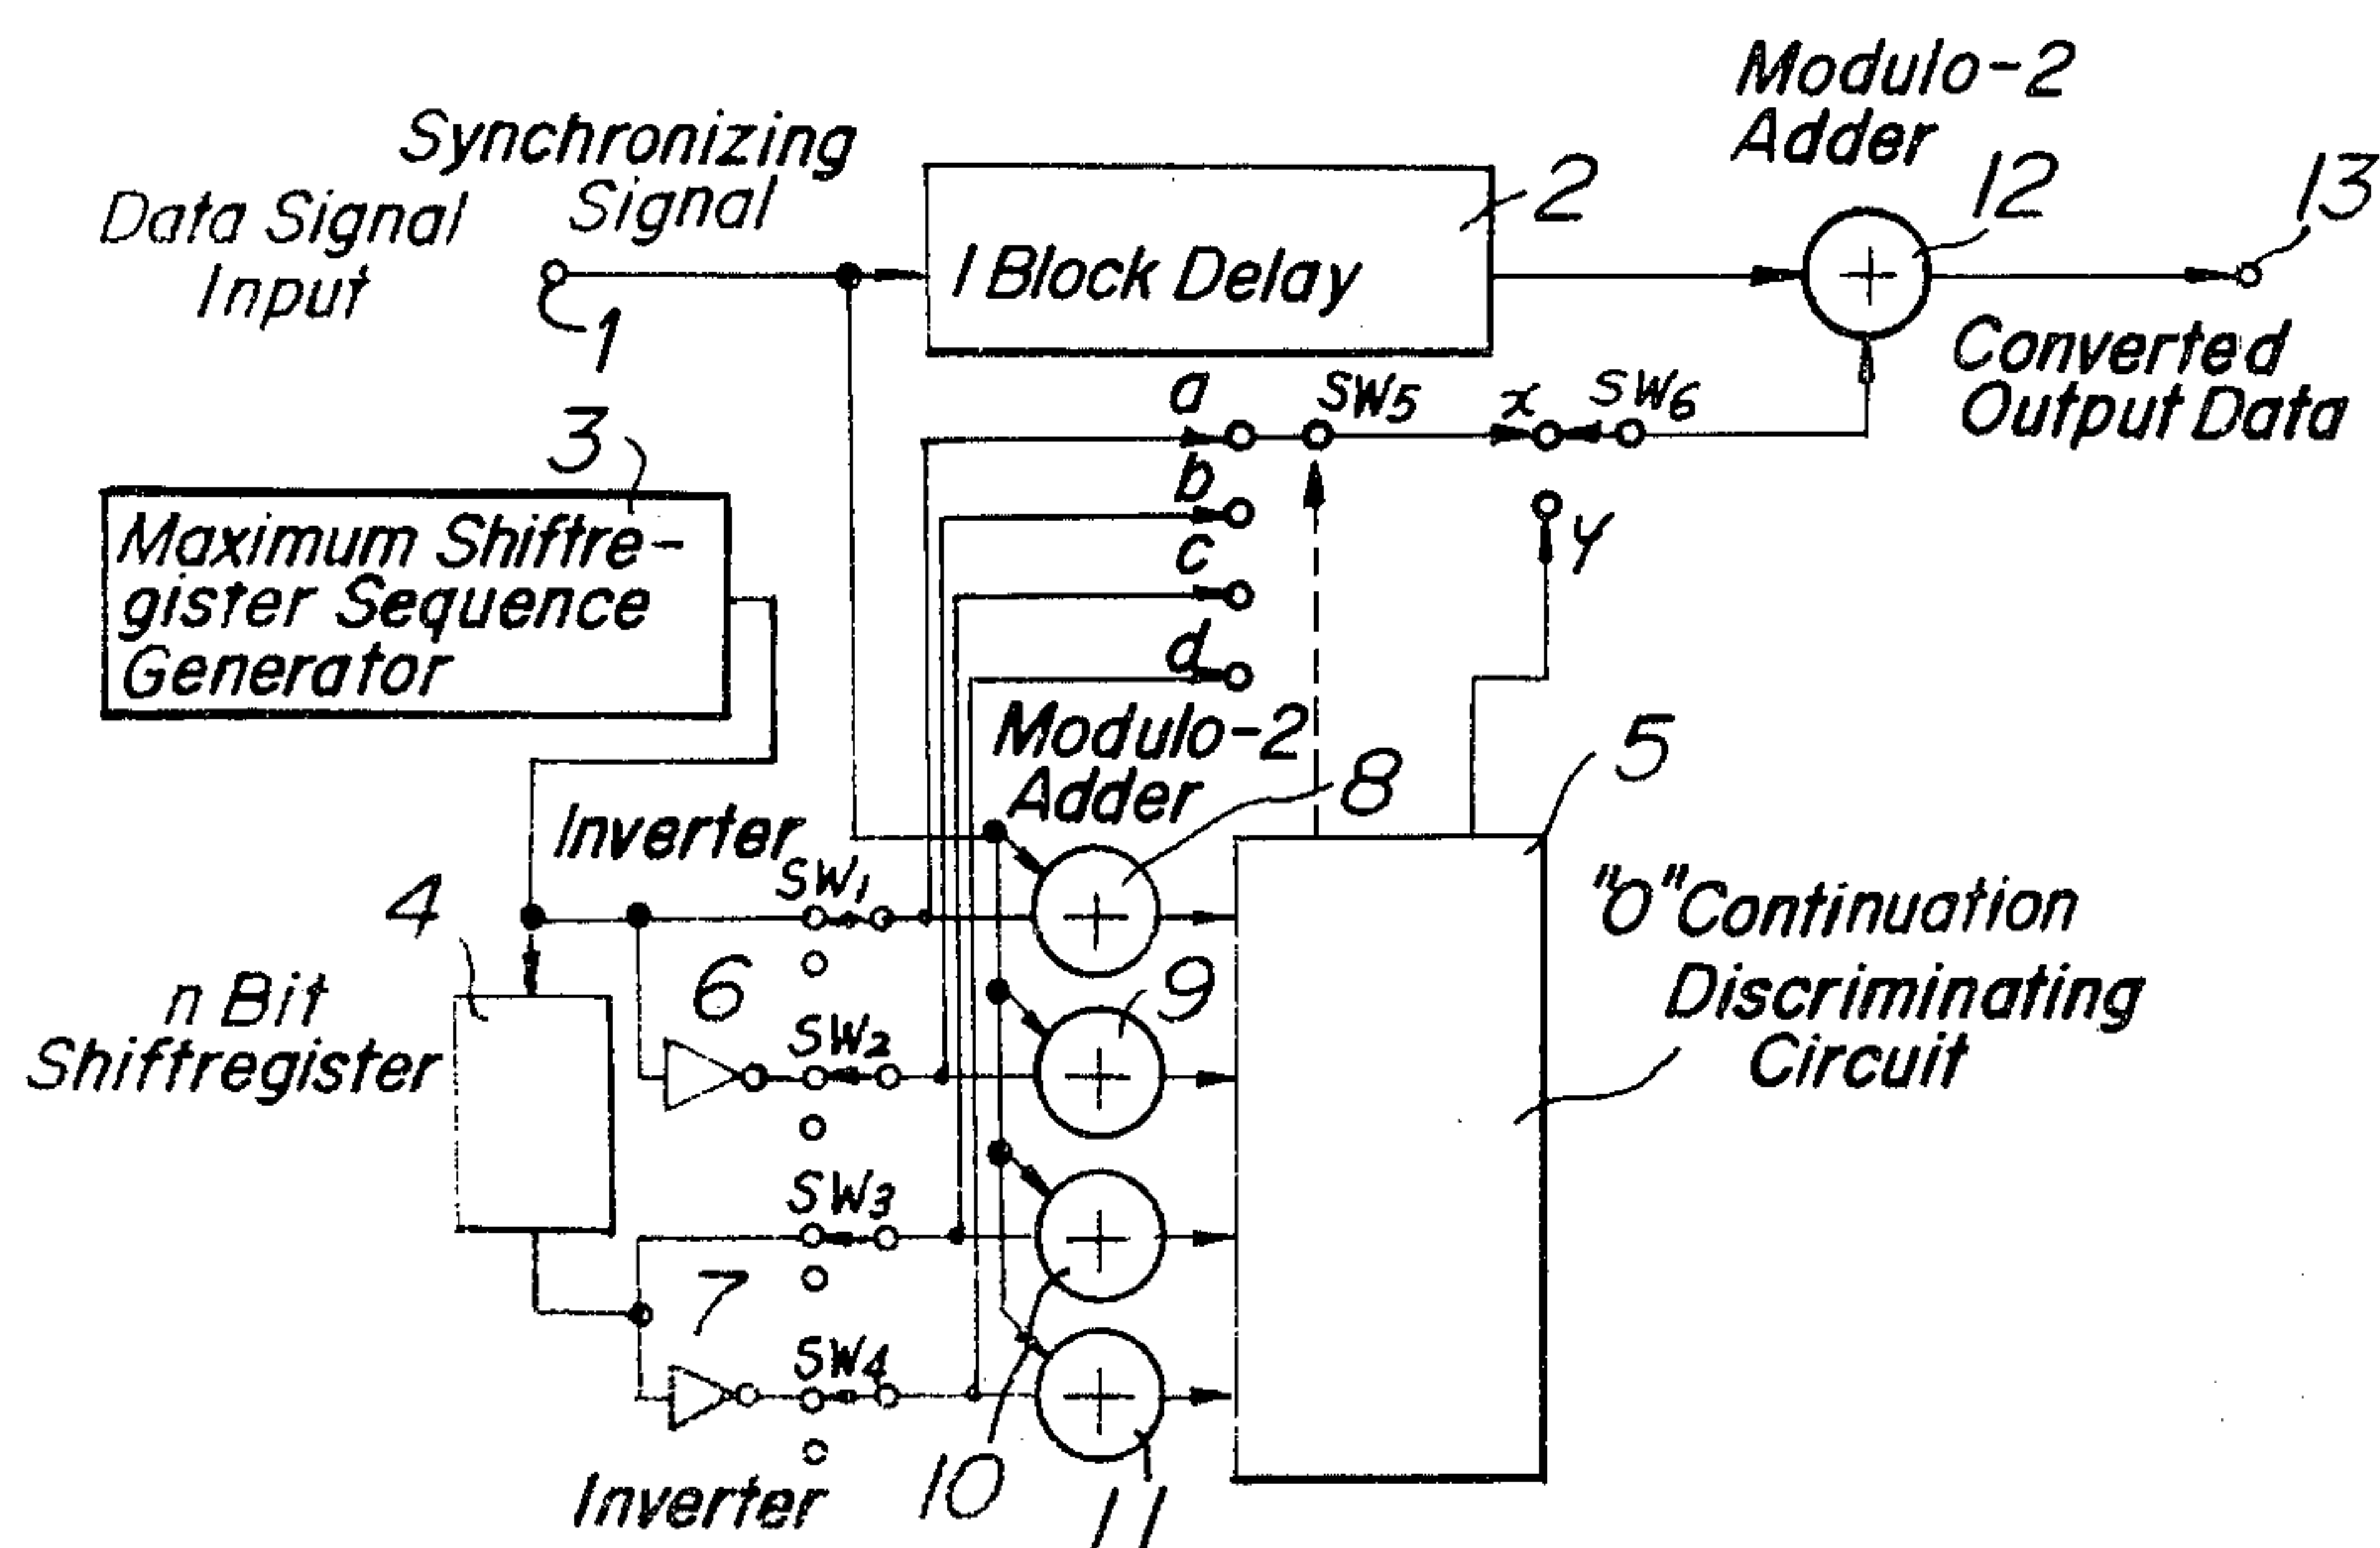 Modulo-2
Adder
12
13
Synchronizing
Signal
Data Signal
Input
1
1 Block Delay
2
Converted
Output Data
a
SW5
x
SW6
b
c
d
y
3
Maximum Shiftre-
gister Sequence
Generator
Modulo-2
Adder
8
5
Inverter
SW1
4
n Bit
Shiftregister
6
SW2
9
"0" Continuation
Discriminating
Circuit
SW3
7
SW4
10
11
Inverter